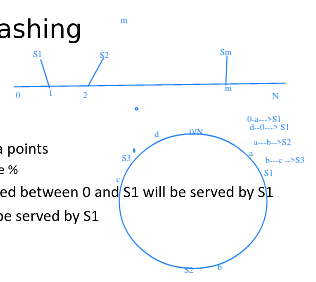 ashing
m
S1 S2 Sm
0 1 2 m N
0-a--->S1
d--0---> S1
a---b-->S2
b---c -->S3
d 0/N a
a points
S3 S1
e %
c
ed between 0 and S1 will be served by S1
be served by S1
S2 b